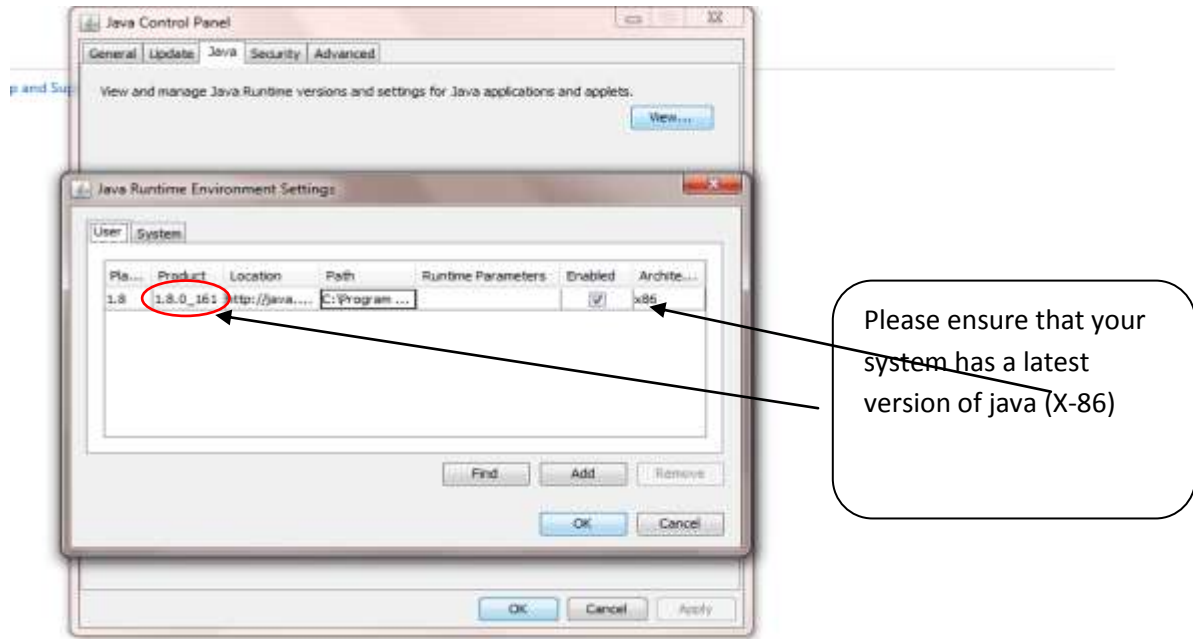 Java Control Panel
General Update Java Security Advanced
p and Sup
View and manage Java Runtime versions and settings for Java applications and applets.
View...
Java Runtime Environment Settings
User System
Pla... Product Location Path Runtime Parameters Enabled Archite...
1.8 1.8.0_161 http://java.... C:\Program ... x86
Please ensure that your
system has a latest
version of java (X-86)
Find Add Remove
OK Cancel
OK Cancel Apply